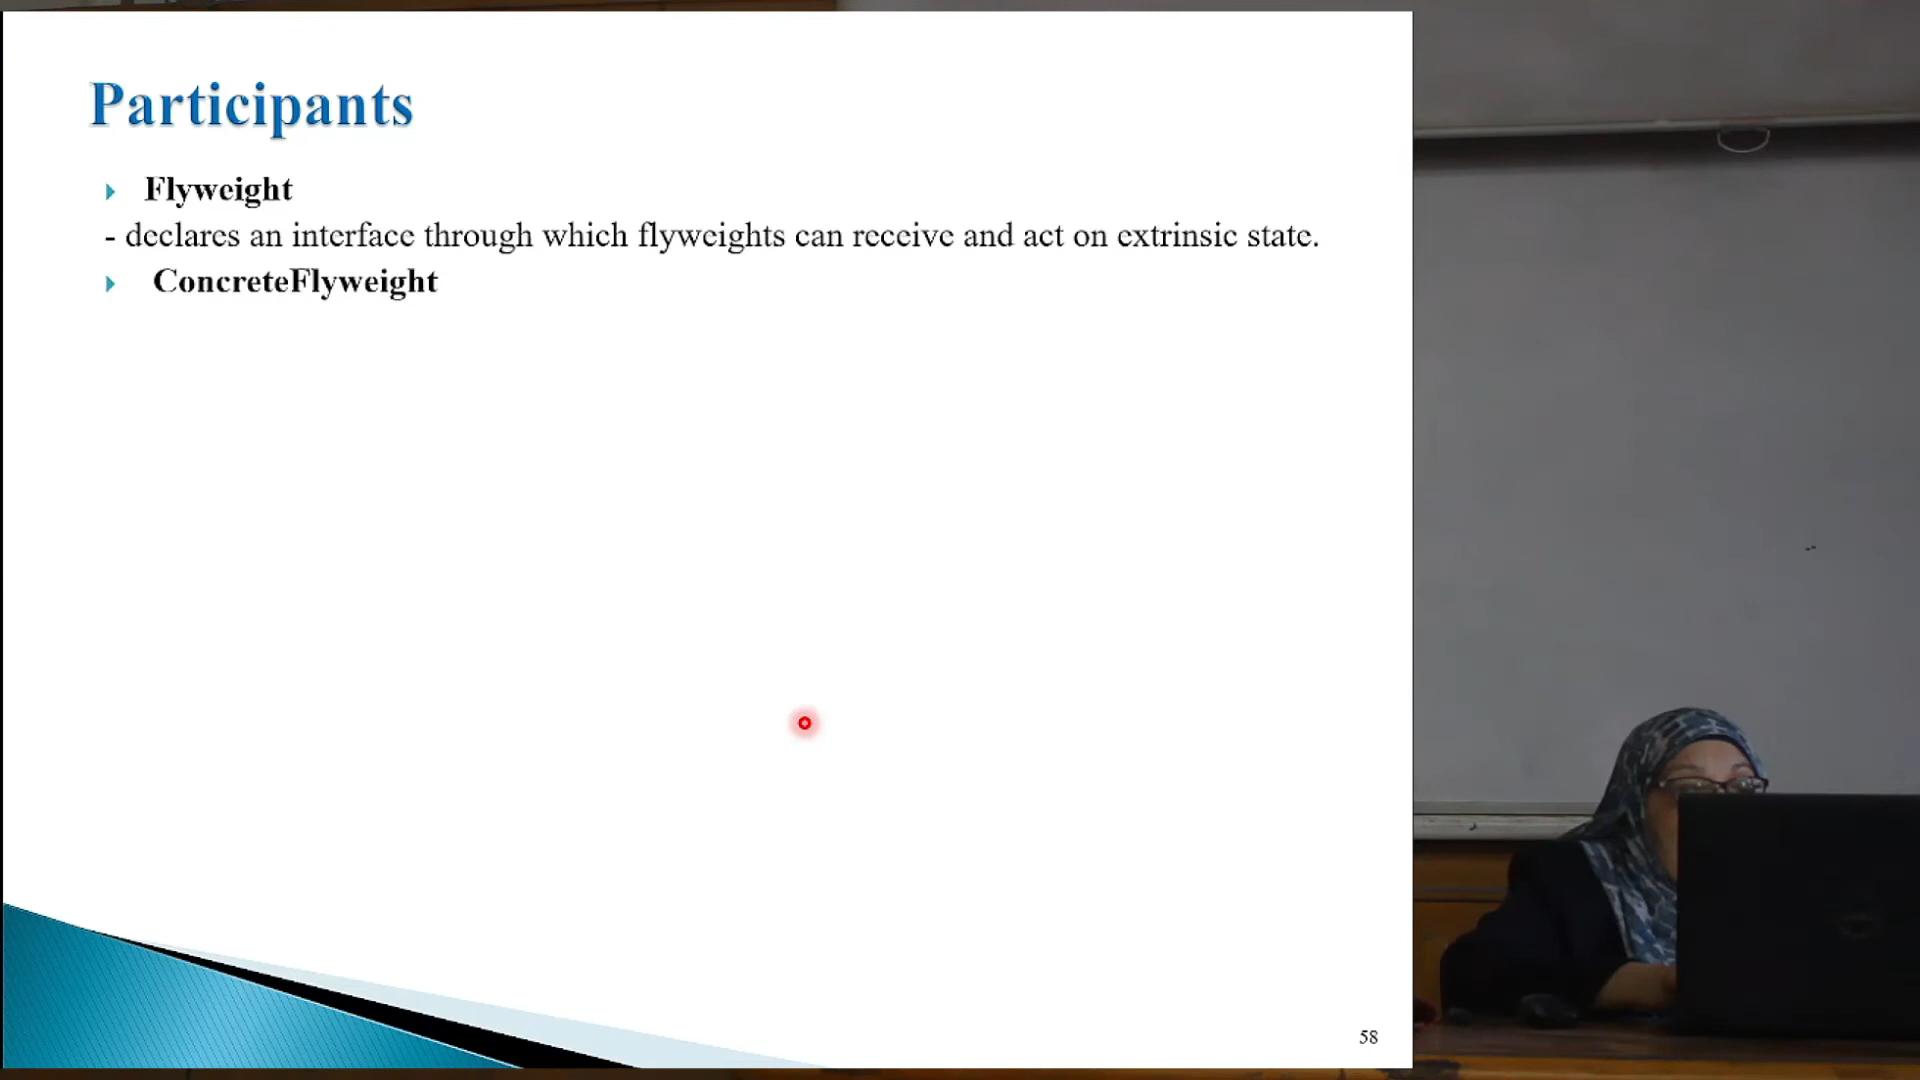 Participants
Flyweight
- declares an interface through which flyweights can receive and act on extrinsic state.
ConcreteFlyweight
58